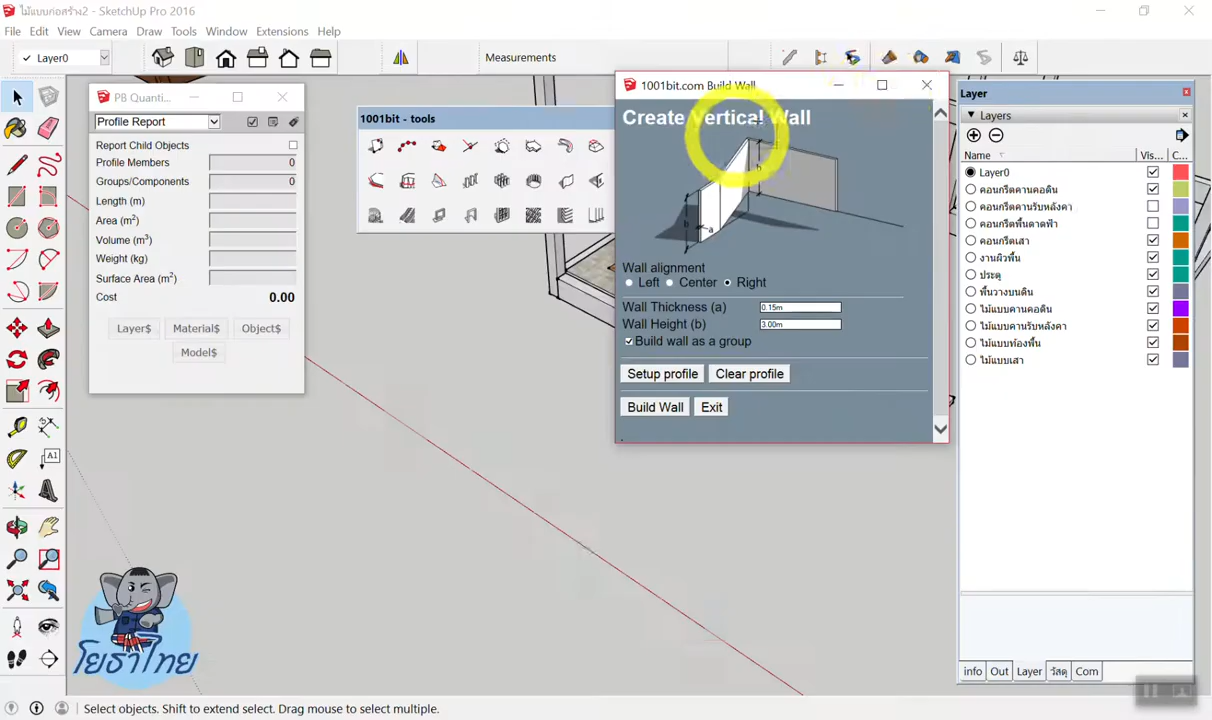 ไม้แบบก่อสร้าง2 - SketchUp Pro 2016
File Edit View Camera Draw Tools Window Extensions Help
Layer0
Measurements
PB Quanti...
Profile Report
Report Child Objects
Profile Members 0
Groups/Components 0
Length (m)
Area (m²)
Volume (m³)
Weight (kg)
Surface Area (m²)
Cost 0.00
Layer$ Material$ Object$
Model$
1001bit - tools
1001bit.com Build Wall
Create Vertical Wall
b
b
a
Wall alignment
Left Center Right
Wall Thickness (a) 0.15m
Wall Height (b) 3.00m
Build wall as a group
Setup profile Clear profile
Build Wall Exit
Layer
Layers
Name Vis... C...
Layer0
คอนกรีตคานคอดิน
คอนกรีตคานรับหลังคา
คอนกรีตพื้นดาดฟ้า
คอนกรีตเสา
งานผิวพื้น
ประตู
พื้นวางบนดิน
ไม้แบบคานคอดิน
ไม้แบบคานรับหลังคา
ไม้แบบท้องพื้น
ไม้แบบเสา
info Out Layer วัสดุ Com
A1
โยธาไทย
Select objects. Shift to extend select. Drag mouse to select multiple.